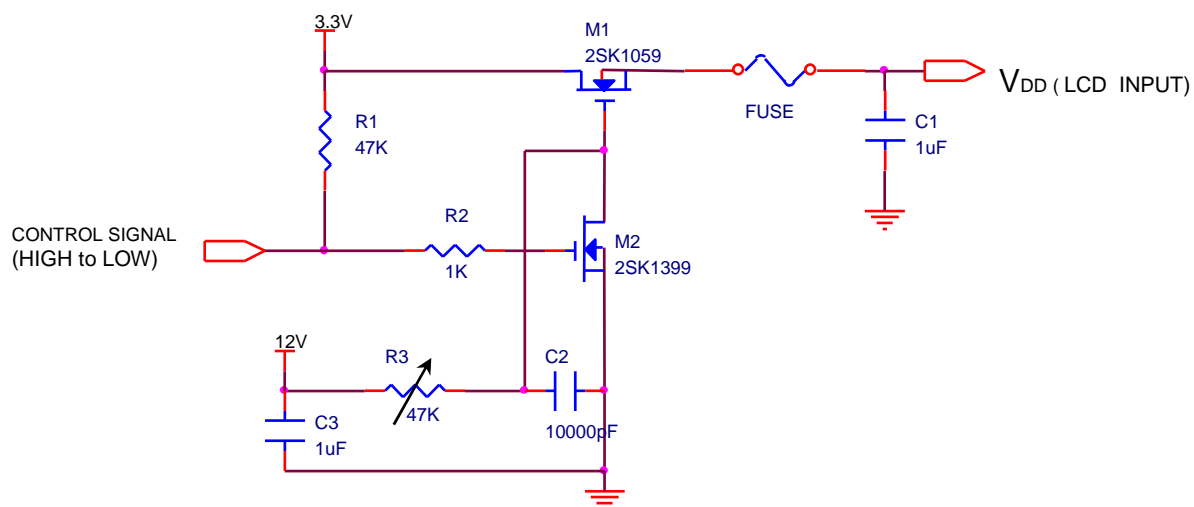 3.3V
M1
2SK1059
R1
47K
FUSE
VDD ( LCD INPUT)
C1
1uF
CONTROL SIGNAL
(HIGH to LOW)
R2
1K
M2
2SK1399
12V
R3
47K
C2
10000pF
C3
1uF